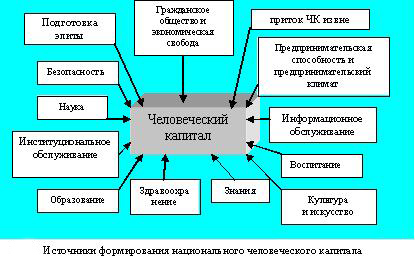 Подготовка
элиты
Гражданское
общество и
экономическая
свобода
приток ЧК извне
Предпринимательская
способность и
предпринимательский
климат
Безопасность
Наука
Человеческий
капитал
Информационное
обслуживание
Институциональное
обслуживание
Воспитание
Образование
Здравоохра
нение
Знания
Культура
и искусство
Источники формирования национального человеческого капитала